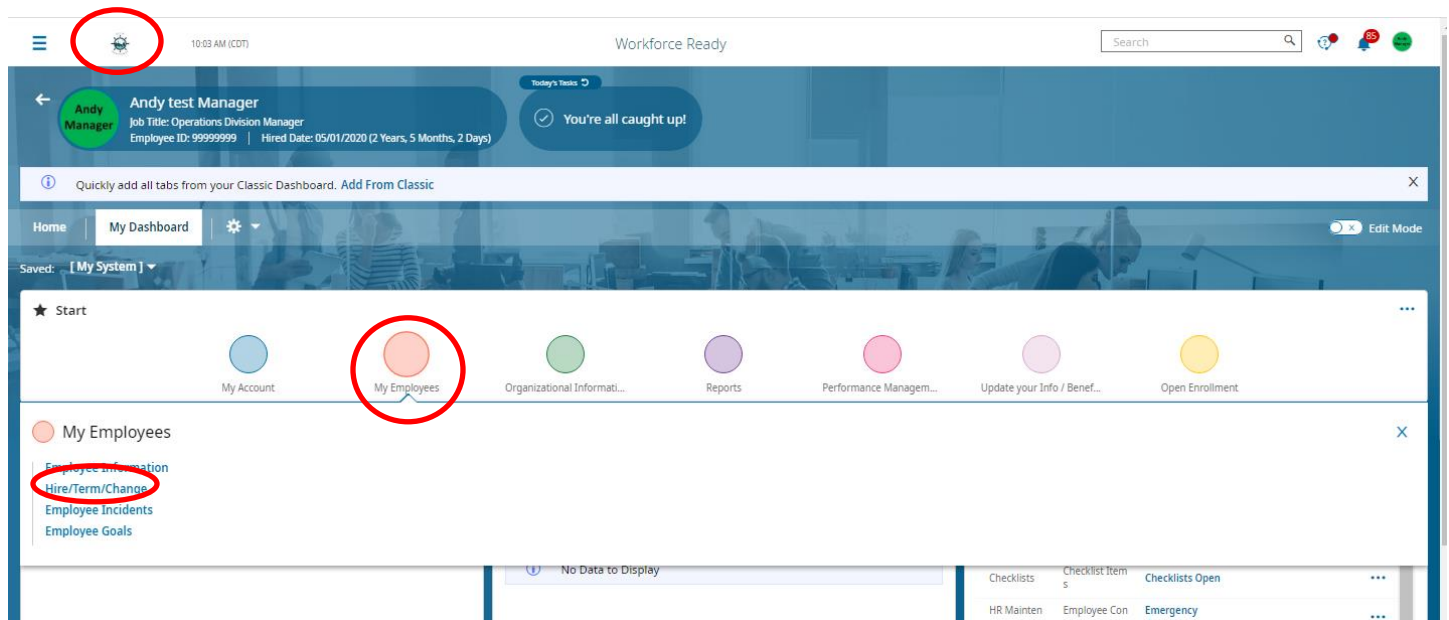 10:03 AM (CDT)
Workforce Ready
Search
85
Today's Tasks
Andy
Manager
Andy test Manager
Job Title: Operations Division Manager
Employee ID: 99999999 | Hired Date: 05/01/2020 (2 Years, 5 Months, 2 Days)
You're all caught up!
Quickly add all tabs from your Classic Dashboard. Add From Classic
X
Home
My Dashboard
Edit Mode
Saved: [ My System ]
Start
My Account
My Employees
Organizational Informati...
Reports
Performance Managem...
Update your Info / Benef...
Open Enrollment
My Employees
X
Employee Information
Hire/Term/Change
Employee Incidents
Employee Goals
No Data to Display
Checklists
Checklist Item
s
Checklists Open
HR Mainten
Employee Con
Emergency